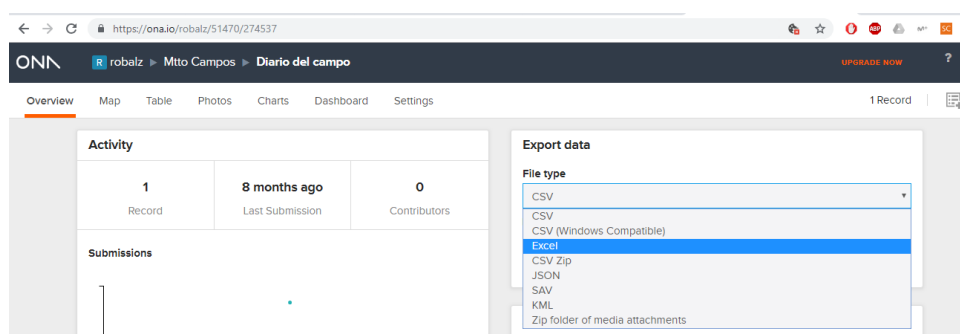 https://ona.io/robalz/51470/274537
ABP
SC
ONA R robalz ▶ Mtto Campos ▶ Diario del campo UPGRADE NOW ?
Overview Map Table Photos Charts Dashboard Settings 1 Record
Activity
1 8 months ago 0
Record Last Submission Contributors
Submissions
Export data
File type
CSV
CSV
CSV (Windows Compatible)
Excel
CSV Zip
JSON
SAV
KML
Zip folder of media attachments